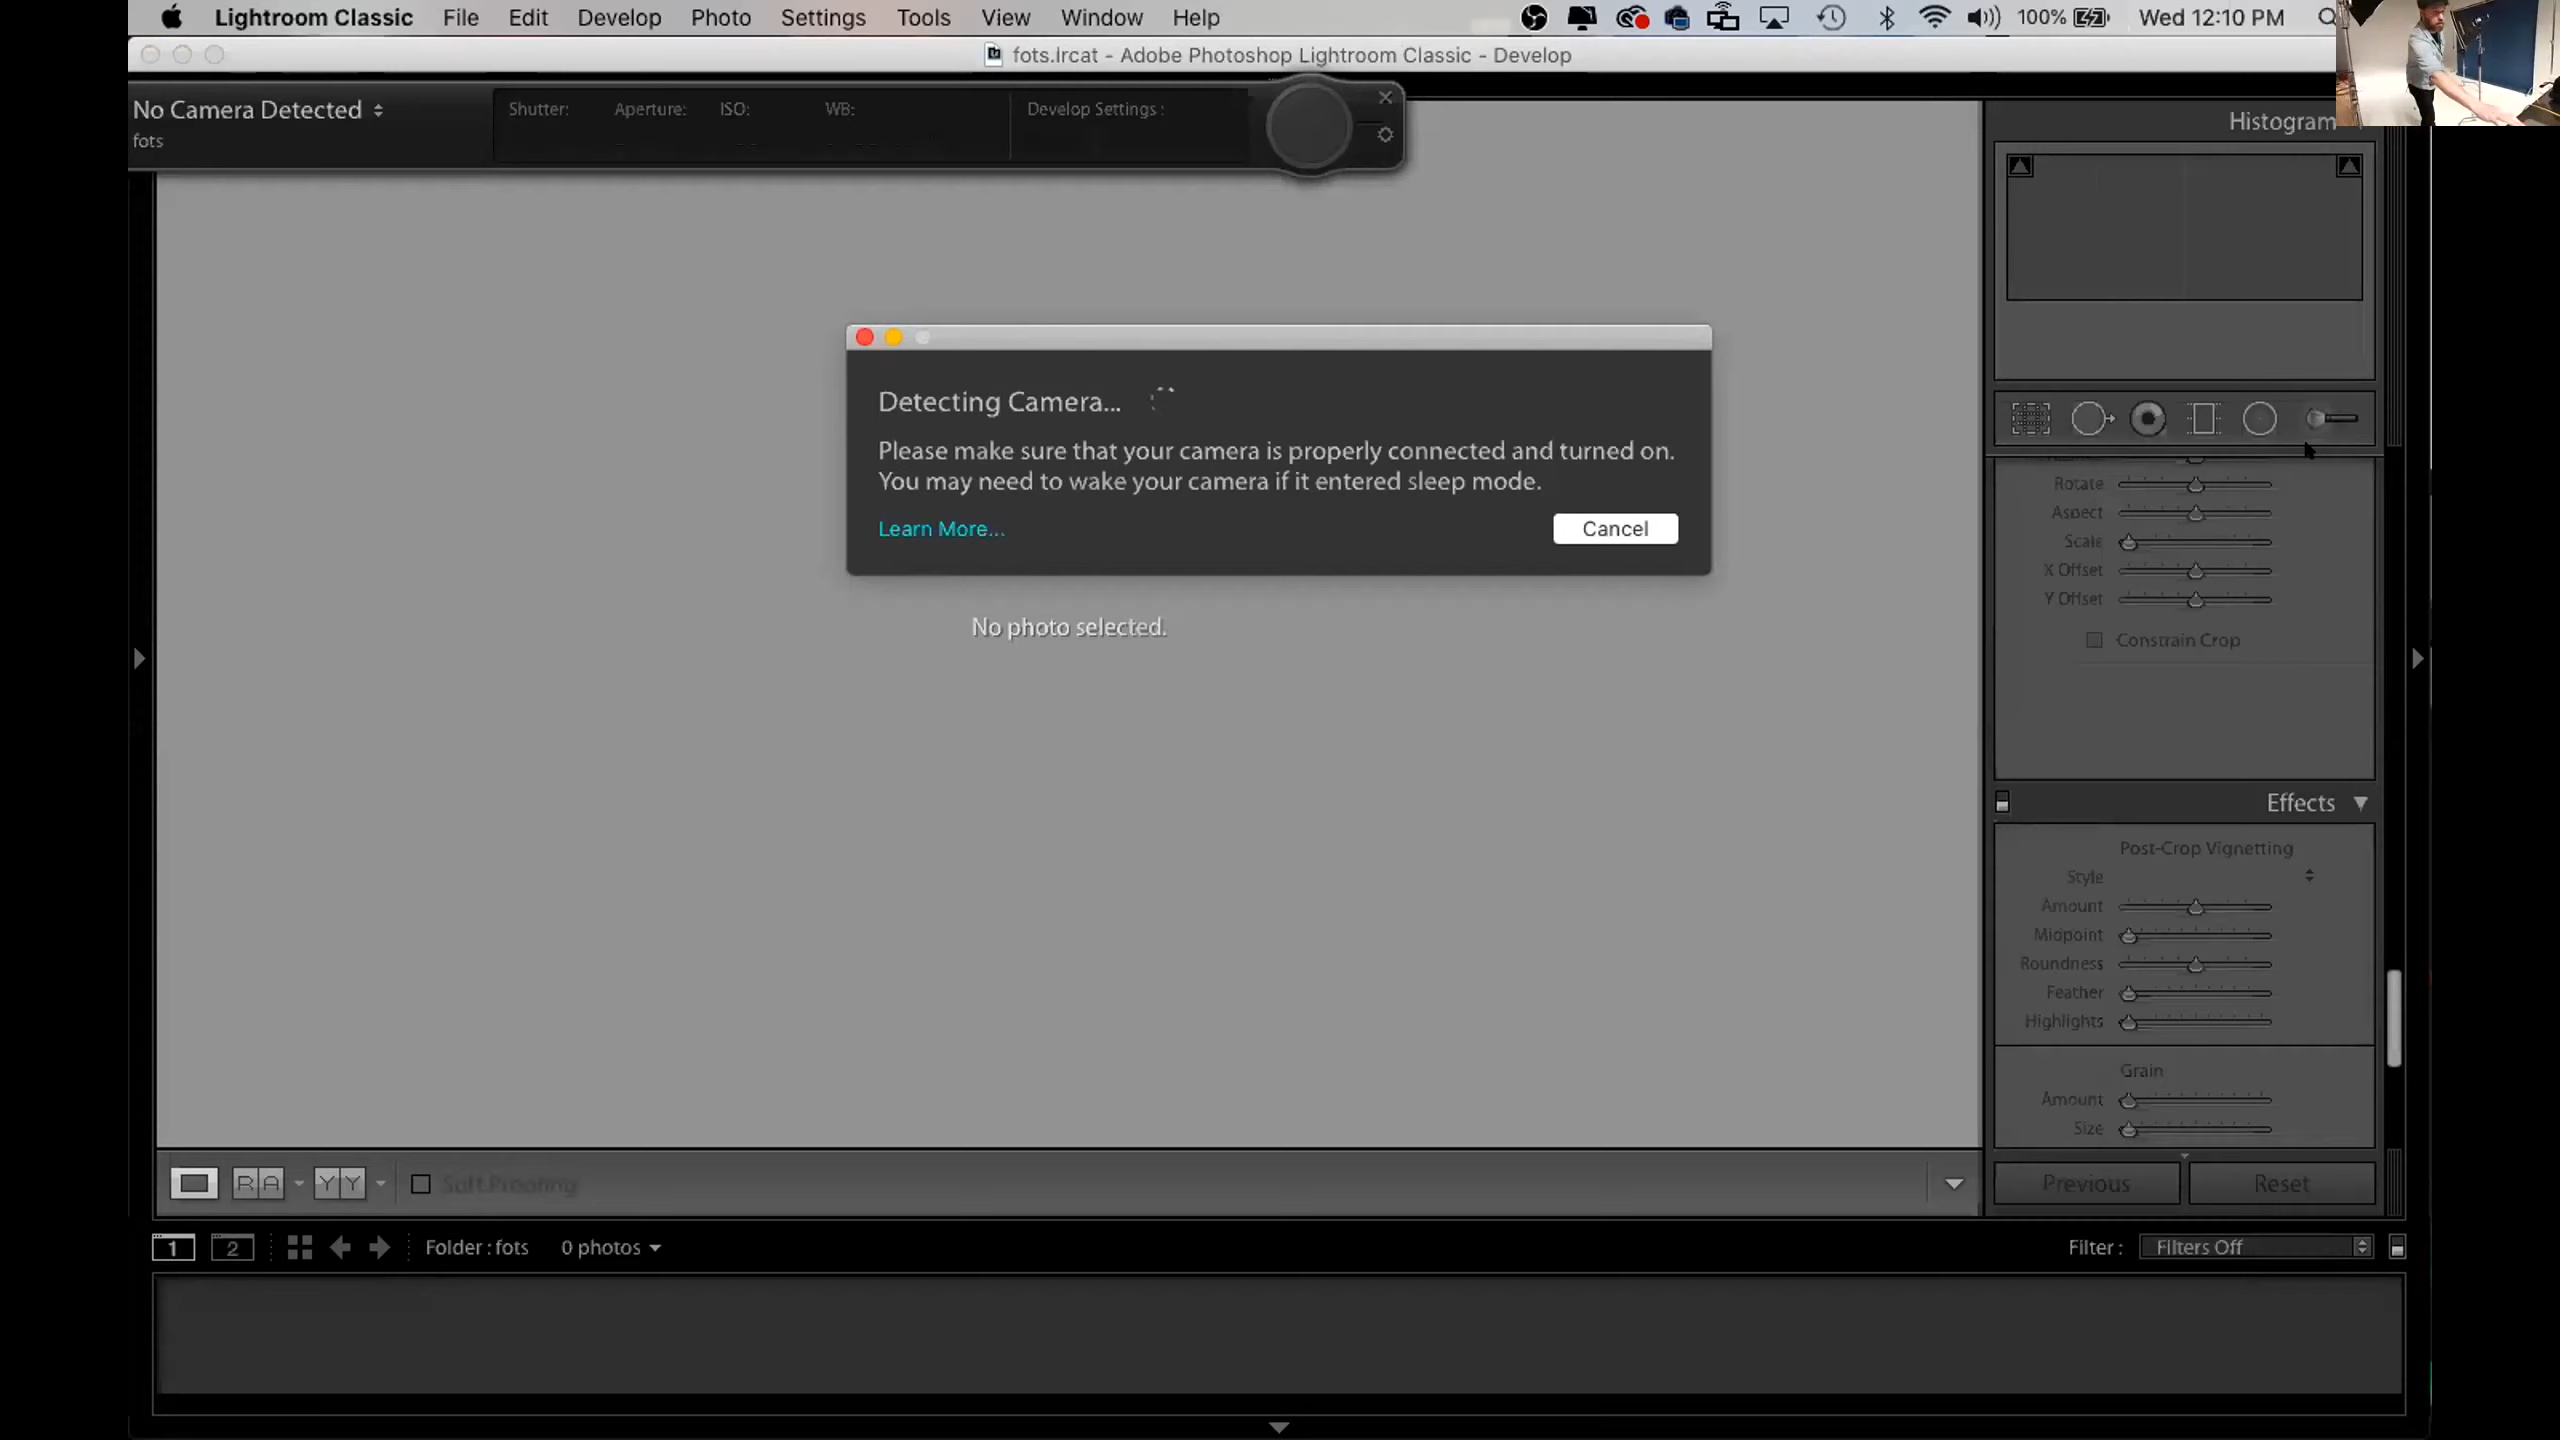 Lightroom Classic File Edit Develop Photo Settings Tools View Window Help 100% Wed 12:10 PM
fots.lrcat - Adobe Photoshop Lightroom Classic - Develop
No Camera Detected
fots
Shutter: Aperture: ISO: WB: Develop Settings :
Histogram
Detecting Camera...
Please make sure that your camera is properly connected and turned on.
You may need to wake your camera if it entered sleep mode.
Learn More...
Cancel
No photo selected.
Rotate
Aspect
Scale
X Offset
Y Offset
Constrain Crop
Effects
Post-Crop Vignetting
Style
Amount
Midpoint
Roundness
Feather
Highlights
Grain
Amount
Size
R A Y Y Soft Proofing
Previous Reset
1 2 Folder : fots 0 photos
Filter : Filters Off